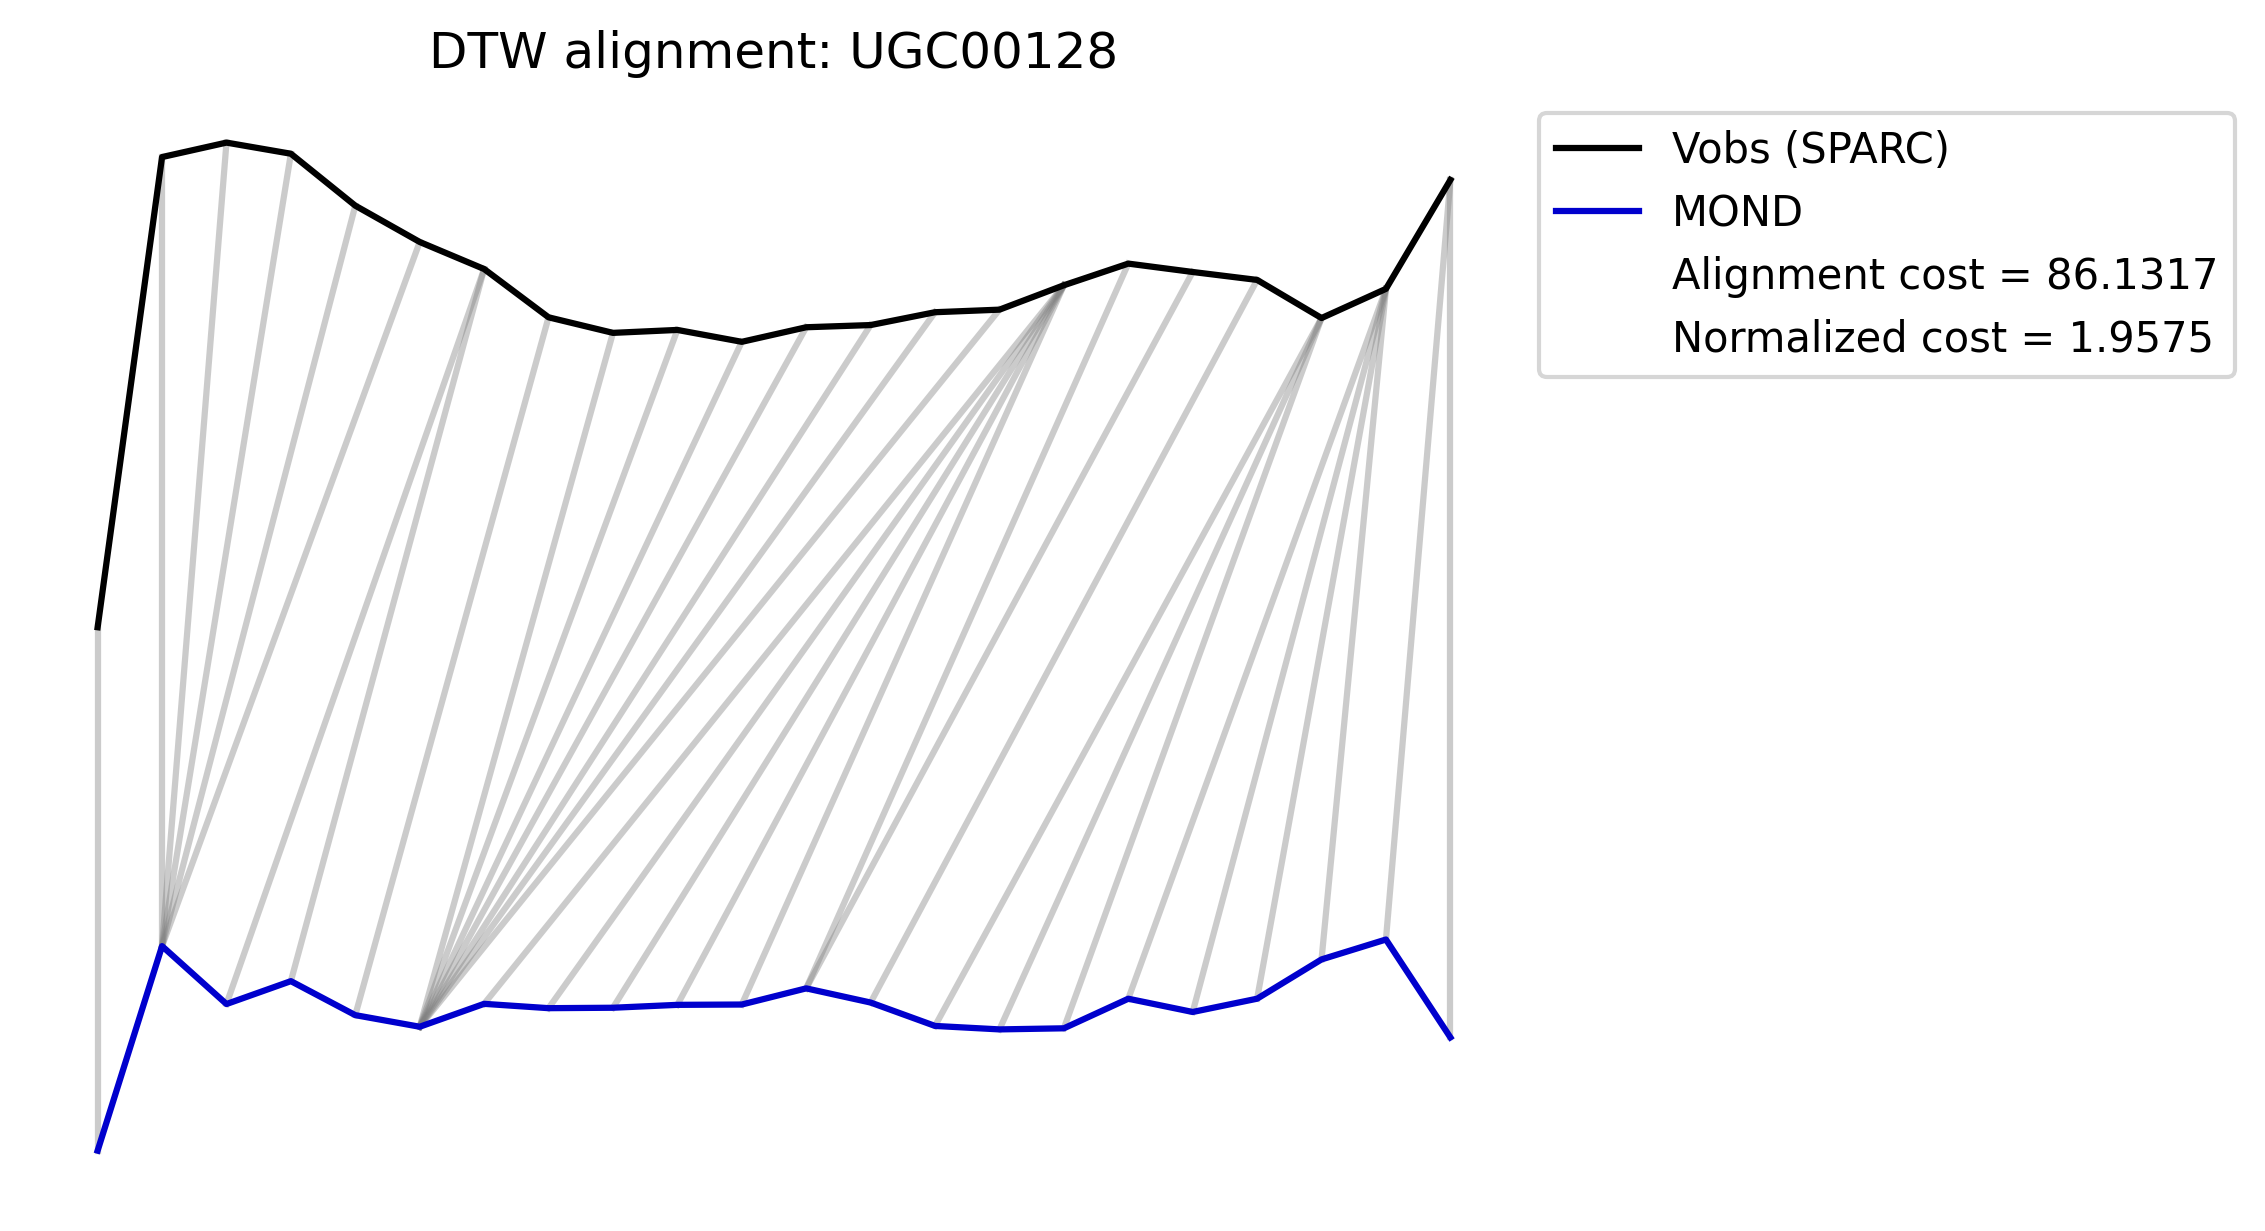 DTW alignment: UGC00128
Vobs (SPARC)
MOND
Alignment cost = 86.1317
Normalized cost = 1.9575